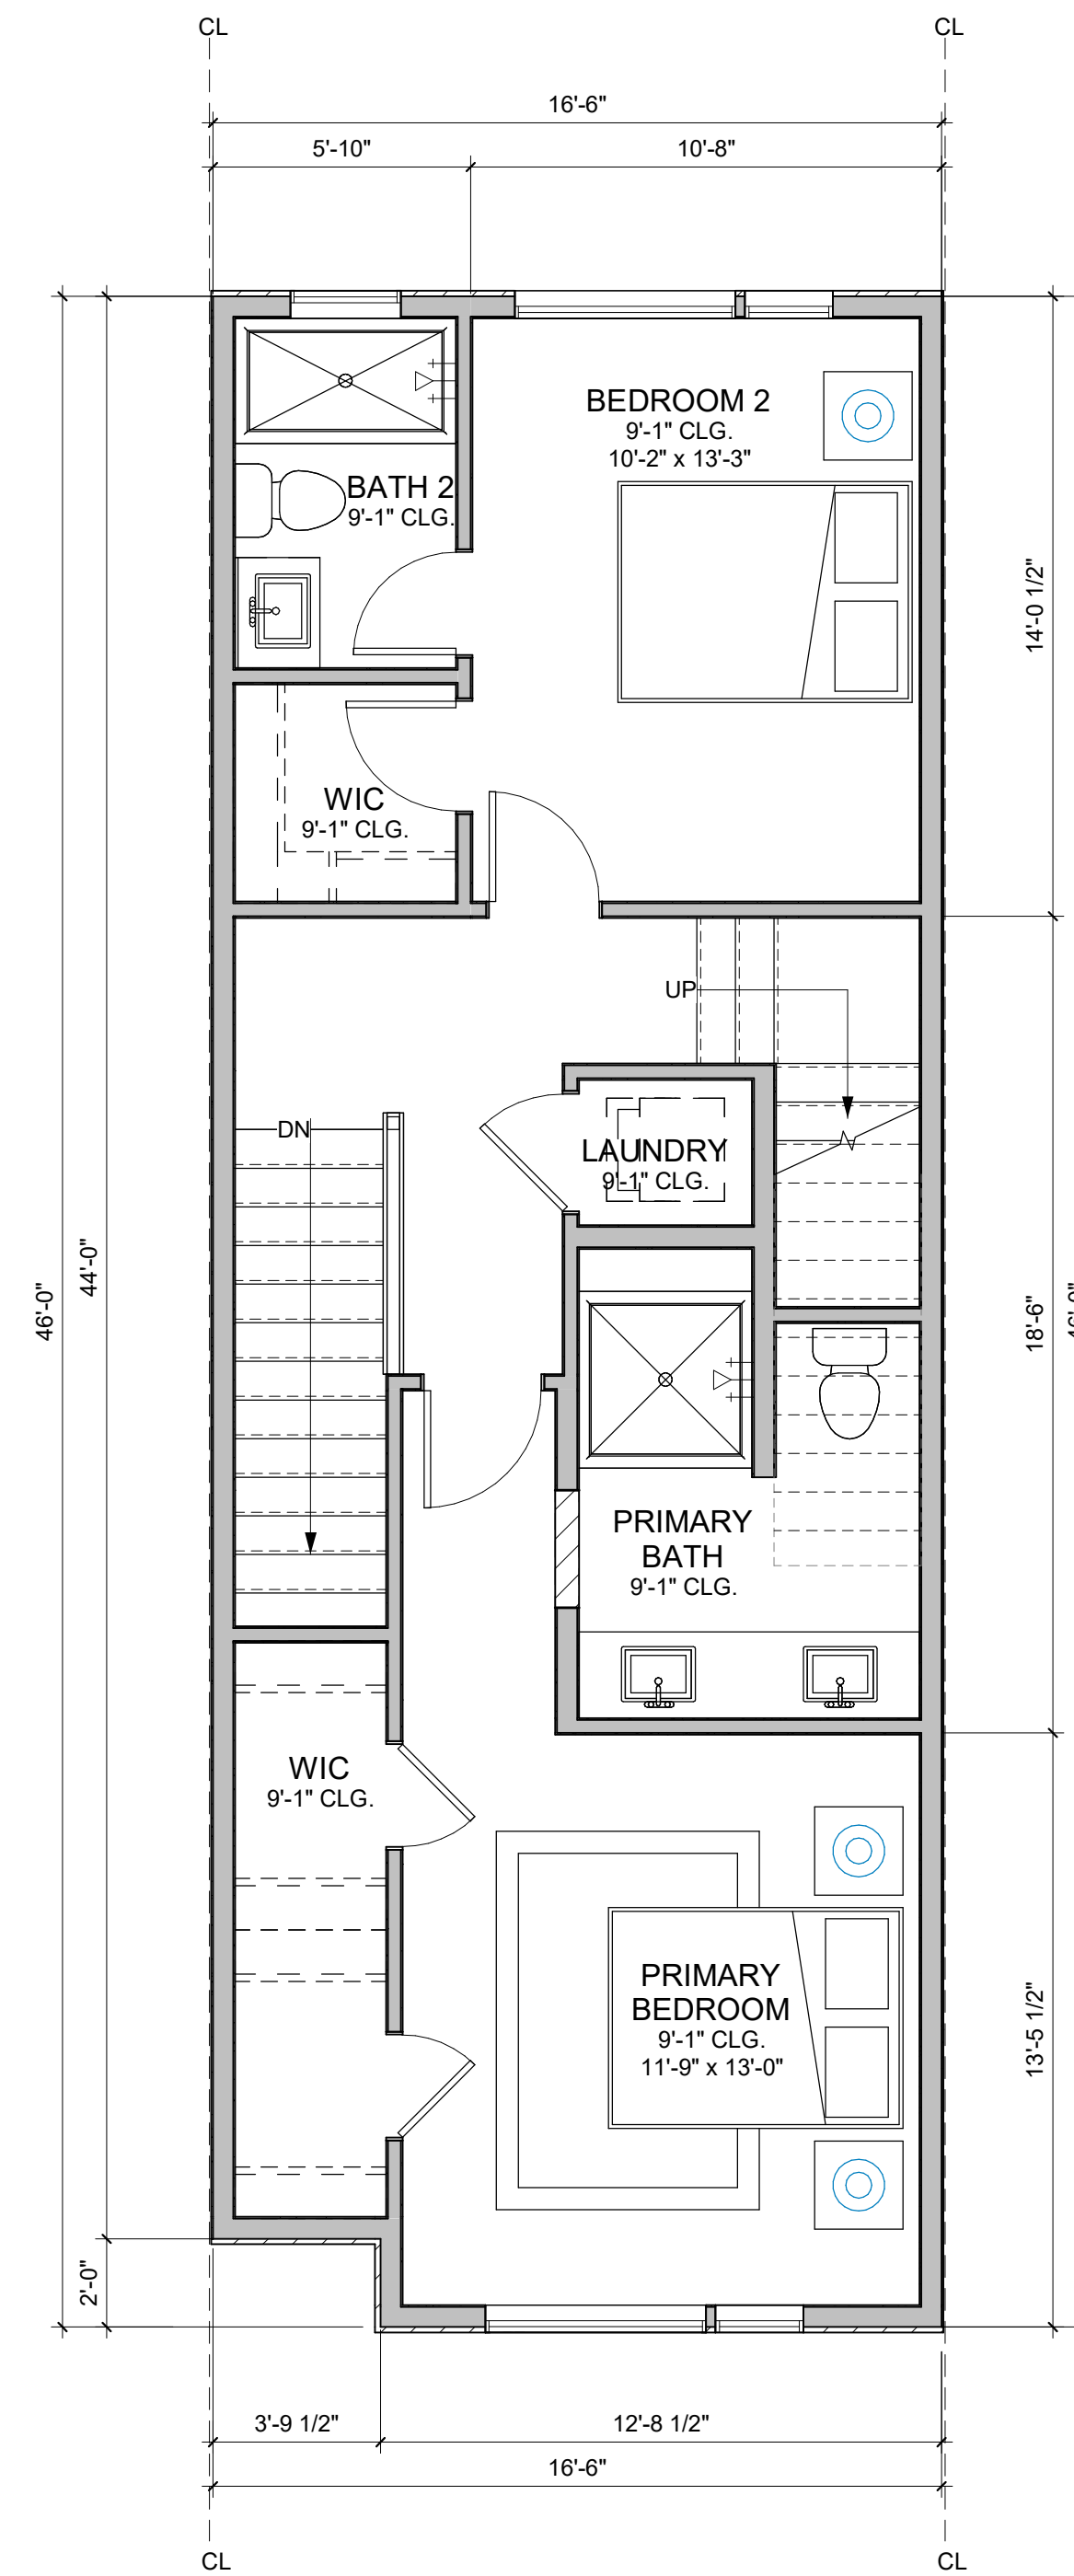 CL
CL
16'-6"
5'-10"
10'-8"
BEDROOM 2
9'-1" CLG.
10'-2" x 13'-3"
BATH 2
9'-1" CLG.
14'-0 1/2"
WIC
9'-1" CLG.
UP
DN
LAUNDRY
9'-1" CLG.
46'-0"
44'-0"
18'-6"
PRIMARY
BATH
9'-1" CLG.
WIC
9'-1" CLG.
PRIMARY
BEDROOM
9'-1" CLG.
11'-9" x 13'-0"
13'-5 1/2"
2'-0"
3'-9 1/2"
12'-8 1/2"
16'-6"
CL
CL